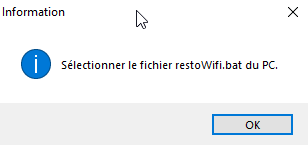 Information
Sélectionner le fichier restoWifi.bat du PC.
OK